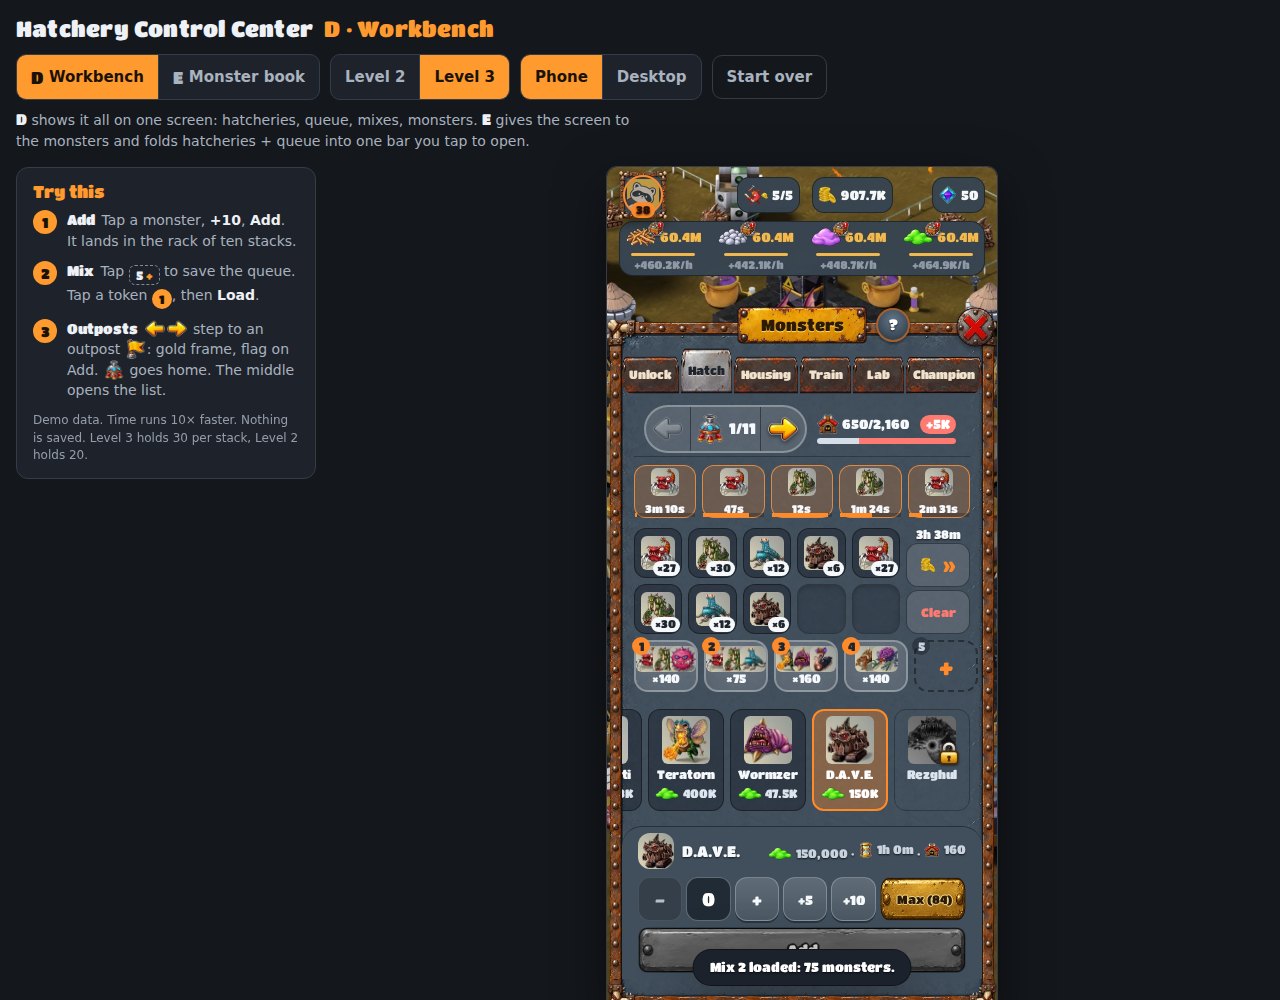 Hatchery Control Center D · Workbench
D Workbench E Monster book Level 2 Level 3 Phone Desktop Start over
D shows it all on one screen: hatcheries, queue, mixes, monsters. E gives the screen to
the monsters and folds hatcheries + queue into one bar you tap to open.
Try this
1 Add Tap a monster, +10, Add.
It lands in the rack of ten stacks.
2 Mix Tap 5+ to save the queue.
Tap a token 1, then Load.
3 Outposts step to an
outpost : gold frame, flag on
Add. goes home. The middle
opens the list.
Demo data. Time runs 10× faster. Nothing
is saved. Level 3 holds 30 per stack, Level 2
holds 20.
30 5/5 907.7K 50
60.4M 60.4M 60.4M 60.4M
+460.2K/h +442.1K/h +448.7K/h +464.9K/h
Monsters ?
Unlock Hatch Housing Train Lab Champion
1/11 650/2,160 +5K
3m 10s 47s 12s 1m 24s 2m 31s
3h 38m
×27 ×30 ×12 ×6 ×27 »
×30 ×12 ×6 Clear
1 2 3 4 5
×140 ×75 ×160 ×140 +
ti Teratorn Wormzer D.A.V.E. Rezghul
K 400K 47.5K 150K
D.A.V.E. 150,000 · 1h 0m · 160
− 0 + +5 +10 Max (84)
Add
Mix 2 loaded: 75 monsters.